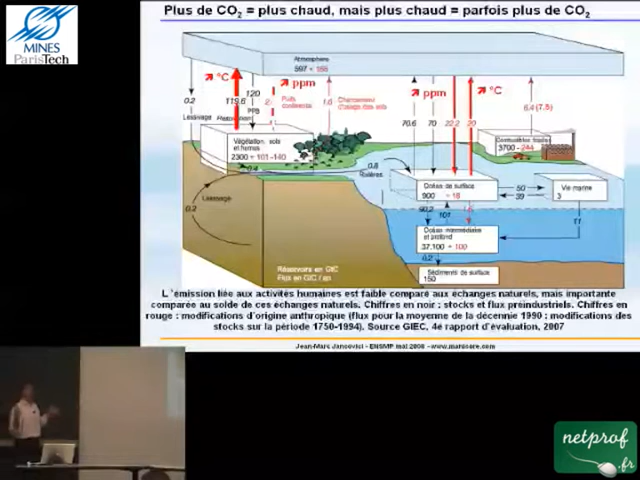 Plus de CO2 = plus chaud, mais plus chaud = parfois plus de CO2
MINES
ParisTech
Atmosphere
597 + 165
°C
ppm
ppm
°C
0.2
119.6
120
1.6
70.6
70
22.2
20
6.4 (7.5)
Changement
d'usage des sols
Végétation, sols
et humus
2300 + 101 -140
Combustibles fossiles
3700 - 244
0.4
0.8
Rivières
Lessivage
0.2
Océan de surface
900 + 18
50
39
Vie marine
3
90.2
101
1.6
11
Océan intermédiaire
et profond
37.100 + 100
0.2
Sédiments de surface
150
Réservoirs en GtC
Flux en GtC / an
L'émission liée aux activités humaines est faible comparé aux échanges naturels, mais importante
comparée au solde de ces échanges naturels. Chiffres en noir ; stocks et flux préindustriels. Chiffres en
rouge : modifications d'origine anthropique (flux pour la moyenne de la décennie 1990 ; modifications des
stocks sur la période 1750-1994). Source GIEC, 4è rapport d'évaluation, 2007
Jean-Marc Jancovici - ENSMP mai 2008 - www.manicore.com
netprof
.fr